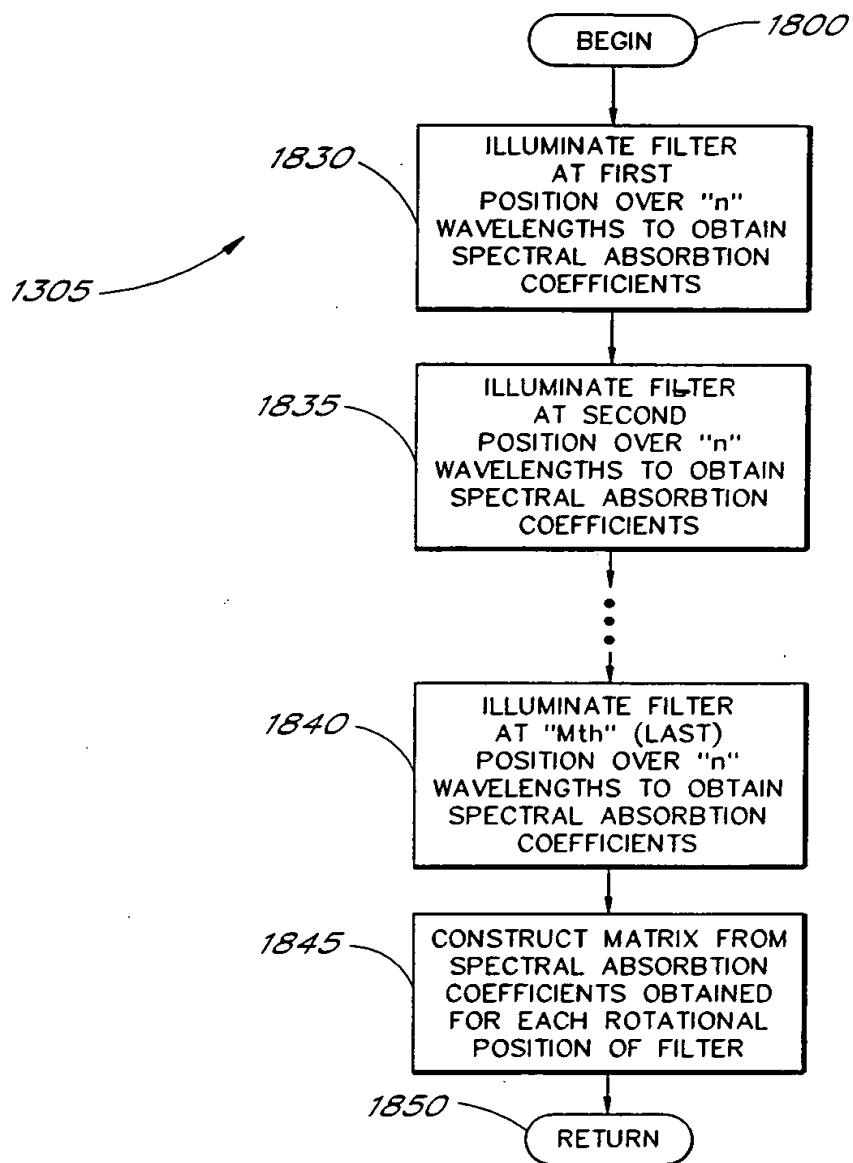 BEGIN
1800
1830
ILLUMINATE FILTER
AT FIRST
POSITION OVER "n"
WAVELENGTHS TO OBTAIN
SPECTRAL ABSORBTION
COEFFICIENTS
1305
1835
ILLUMINATE FILTER
AT SECOND
POSITION OVER "n"
WAVELENGTHS TO OBTAIN
SPECTRAL ABSORBTION
COEFFICIENTS
1840
ILLUMINATE FILTER
AT "Mth" (LAST)
POSITION OVER "n"
WAVELENGTHS TO OBTAIN
SPECTRAL ABSORBTION
COEFFICIENTS
1845
CONSTRUCT MATRIX FROM
SPECTRAL ABSORBTION
COEFFICIENTS OBTAINED
FOR EACH ROTATIONAL
POSITION OF FILTER
1850
RETURN